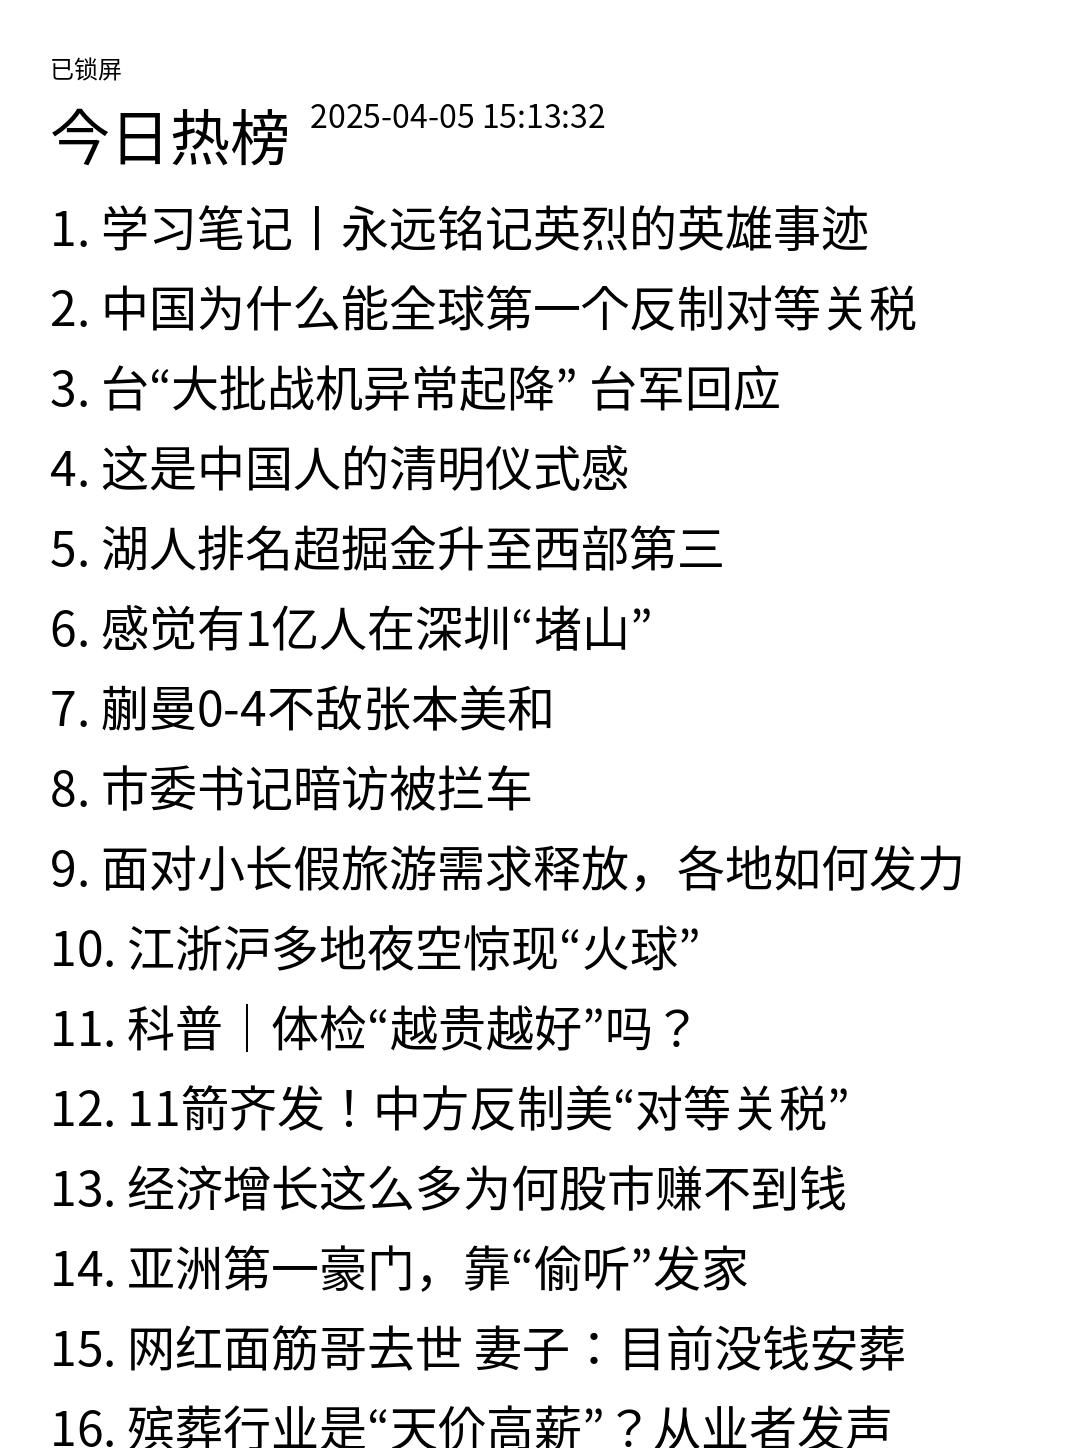 已锁屏
今日热榜 2025-04-05 15:13:32
1. 学习笔记丨永远铭记英烈的英雄事迹
2. 中国为什么能全球第一个反制对等关税
3. 台“大批战机异常起降” 台军回应
4. 这是中国人的清明仪式感
5. 湖人排名超掘金升至西部第三
6. 感觉有1亿人在深圳“堵山”
7. 蒯曼0-4不敌张本美和
8. 市委书记暗访被拦车
9. 面对小长假旅游需求释放，各地如何发力
10. 江浙沪多地夜空惊现“火球”
11. 科普｜体检“越贵越好”吗？
12. 11箭齐发！中方反制美“对等关税”
13. 经济增长这么多为何股市赚不到钱
14. 亚洲第一豪门，靠“偷听”发家
15. 网红面筋哥去世 妻子：目前没钱安葬
16. 殡葬行业是“天价高薪”？从业者发声